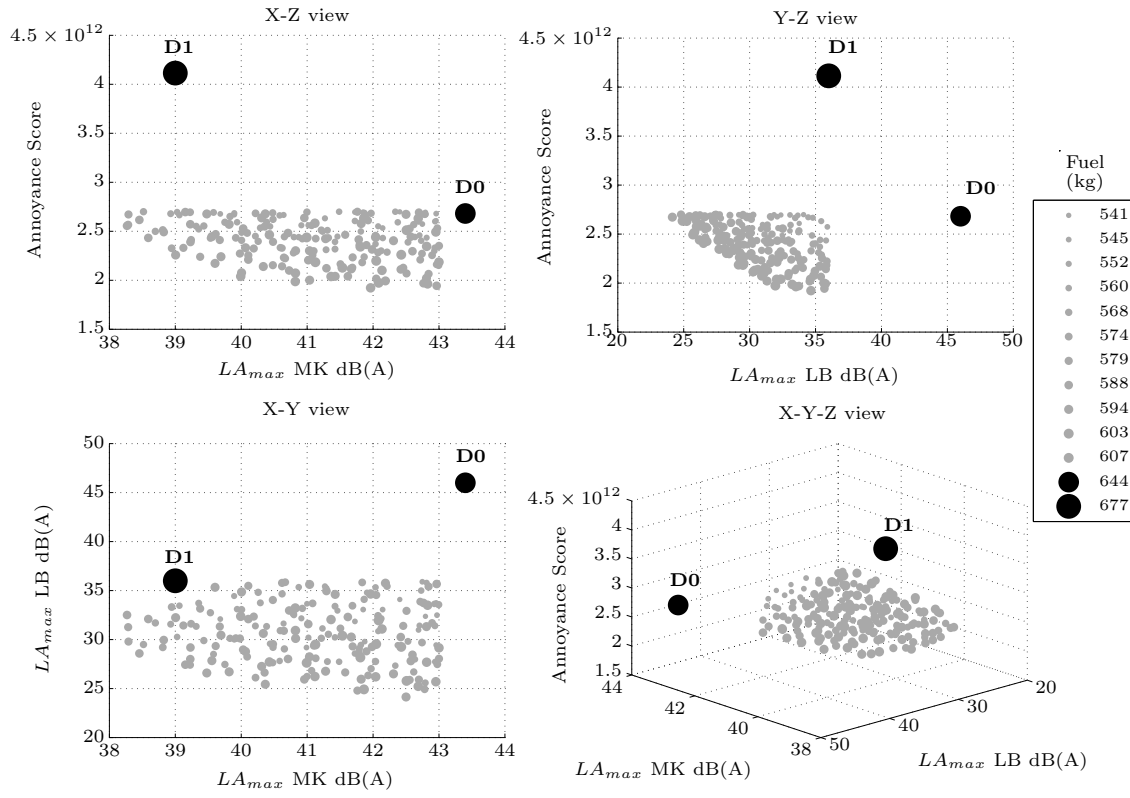 X-Z view
4.5 × 10^12
4
3.5
3
2.5
2
1.5
Annoyance Score
D1
D0
38 39 40 41 42 43 44
LA_max MK dB(A)
Y-Z view
4.5 × 10^12
4
3.5
3
2.5
2
1.5
Annoyance Score
D1
D0
20 25 30 35 40 45 50
LA_max LB dB(A)
Fuel
(kg)
541
545
552
560
568
574
579
588
594
603
607
644
677
X-Y view
50
45
40
35
30
25
20
LA_max LB dB(A)
D0
D1
38 39 40 41 42 43 44
LA_max MK dB(A)
X-Y-Z view
4.5 × 10^12
4
3.5
3
2.5
2
1.5
Annoyance Score
D1
D0
44
42
40
38
LA_max MK dB(A)
50
40
30
20
LA_max LB dB(A)